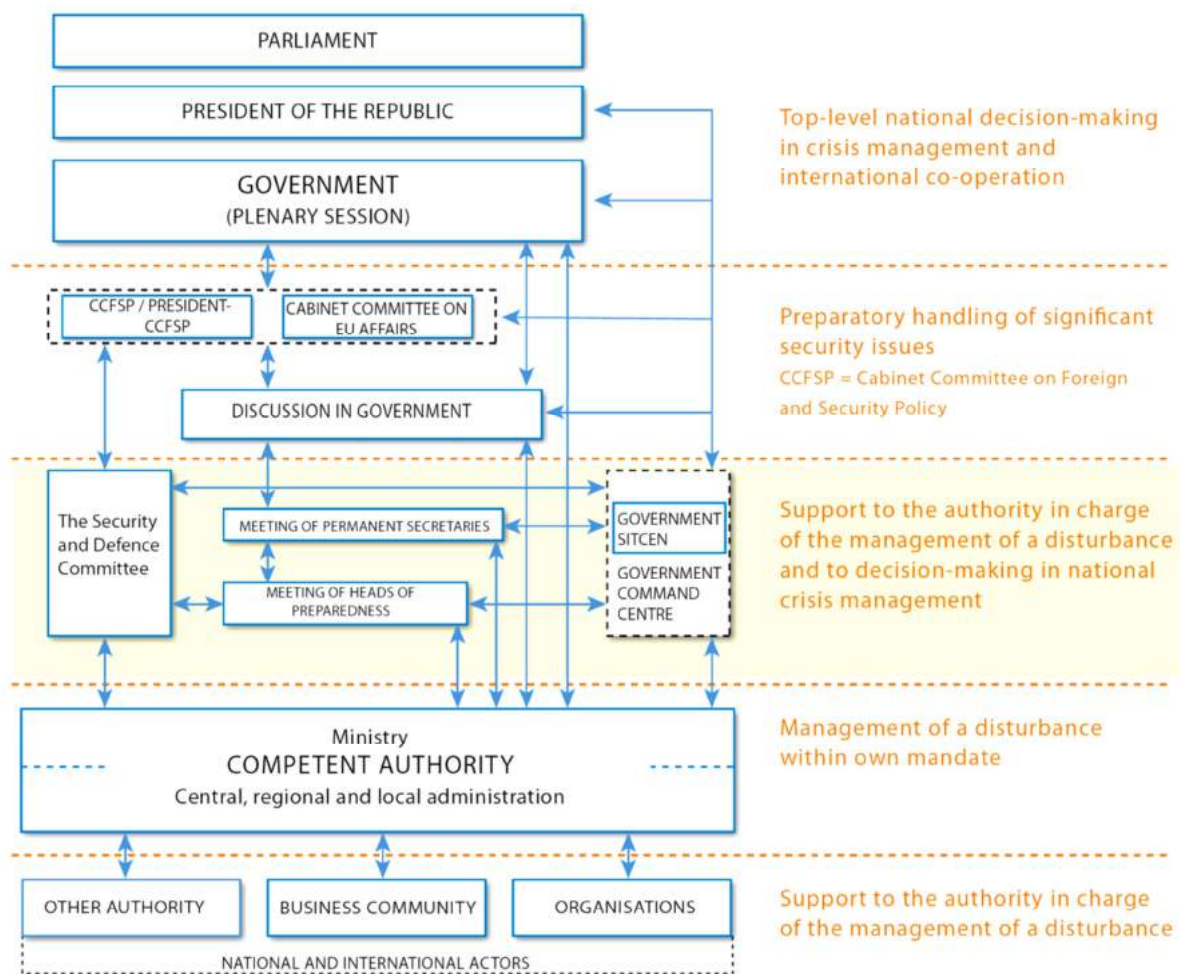 PARLIAMENT
PRESIDENT OF THE REPUBLIC
GOVERNMENT
(PLENARY SESSION)
Top-level national decision-making
in crisis management and
international co-operation
CCFSP / PRESIDENT-
CCFSP
CABINET COMMITTEE ON
EU AFFAIRS
DISCUSSION IN GOVERNMENT
Preparatory handling of significant
security issues
CCFSP = Cabinet Committee on Foreign
and Security Policy
The Security
and Defence
Committee
MEETING OF PERMANENT SECRETARIES
MEETING OF HEADS OF
PREPAREDNESS
GOVERNMENT
SITCEN
GOVERNMENT
COMMAND
CENTRE
Support to the authority in charge
of the management of a disturbance
and to decision-making in national
crisis management
Ministry
COMPETENT AUTHORITY
Central, regional and local administration
Management of a disturbance
within own mandate
OTHER AUTHORITY
BUSINESS COMMUNITY
ORGANISATIONS
NATIONAL AND INTERNATIONAL ACTORS
Support to the authority in charge
of the management of a disturbance